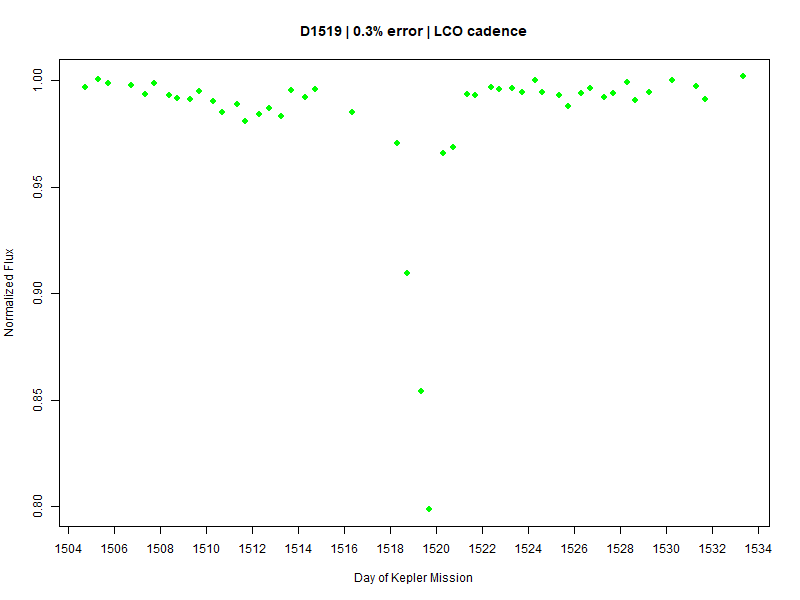 D1519 | 0.3% error | LCO cadence
Normalized Flux
1.00
0.95
0.90
0.85
0.80
1504 1506 1508 1510 1512 1514 1516 1518 1520 1522 1524 1526 1528 1530 1532 1534
Day of Kepler Mission